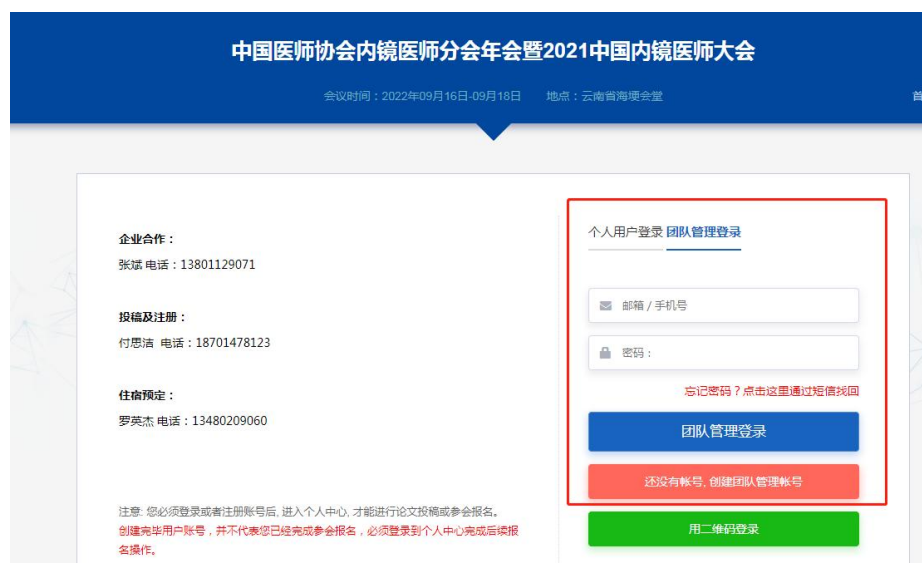 中国医师协会内镜医师分会年会暨2021中国内镜医师大会
会议时间：2022年09月16日-09月18日 地点：云南省海埂会堂
首
企业合作：
张斌 电话：13801129071
投稿及注册：
付思洁 电话：18701478123
住宿预定：
罗英杰 电话：13480209060
注意: 您必须登录或者注册账号后, 进入个人中心, 才能进行论文投稿或参会报名。
创建完毕用户账号，并不代表您已经完成参会报名，必须登录到个人中心完成后续报
名操作。
个人用户登录 团队管理登录
邮箱 / 手机号
密码：
忘记密码？点击这里通过短信找回
团队管理登录
还没有帐号, 创建团队管理帐号
用二维码登录